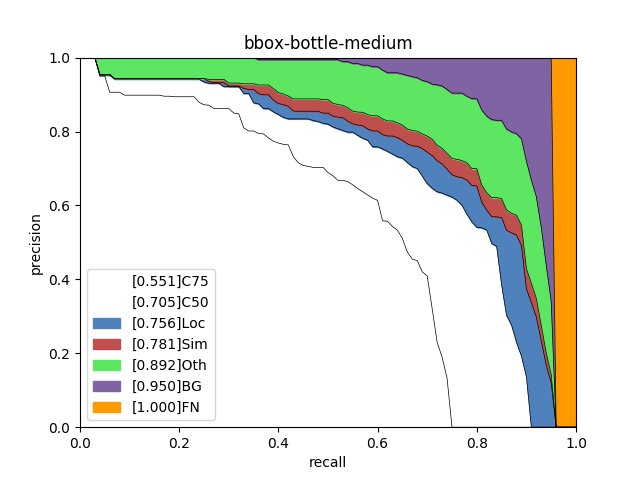 bbox-bottle-medium
1.0
0.8
0.6
0.4
0.2
0.0
precision
[0.551]C75
[0.705]C50
[0.756]Loc
[0.781]Sim
[0.892]Oth
[0.950]BG
[1.000]FN
0.0 0.2 0.4 0.6 0.8 1.0
recall